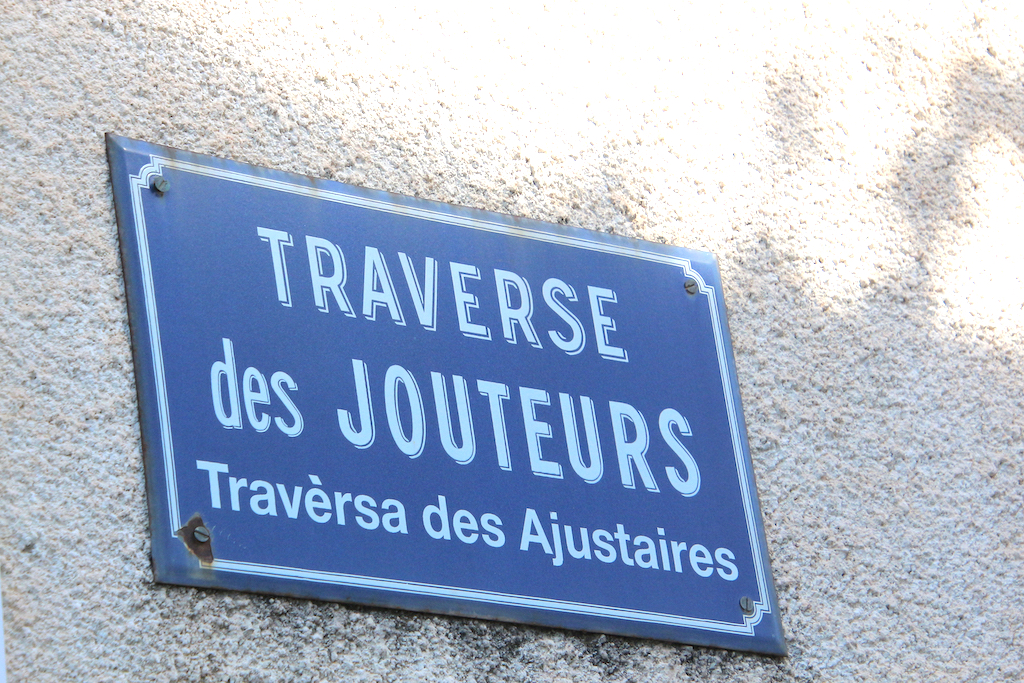 TRAVERSE
des JOUTEURS
Travèrsa des Ajustaires